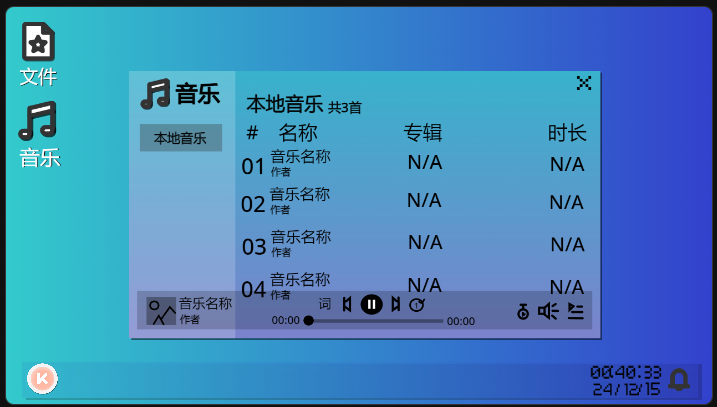 文件
音乐
音乐
本地音乐
本地音乐 共3首
# 名称 专辑 时长
01 音乐名称 N/A N/A
作者
02 音乐名称 N/A N/A
作者
03 音乐名称 N/A N/A
作者
04 音乐名称 N/A N/A
作者
音乐名称 词
作者
00:00 00:00
K
00:40:33
24/12/15